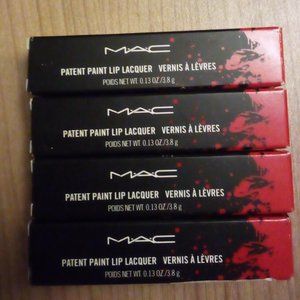 MAC
PATENT PAINT LIP LACQUER VERNIS À LÈVRES
POIDS NET WT. 0.13 OZ./3.8 g
MAC
PATENT PAINT LIP LACQUER VERNIS À LÈVRES
POIDS NET WT. 0.13 OZ./3.8 g
MAC
PATENT PAINT LIP LACQUER VERNIS À LÈVRES
POIDS NET WT. 0.13 OZ./3.8 g
MAC
PATENT PAINT LIP LACQUER VERNIS À LÈVRES
POIDS NET WT. 0.13 OZ./3.8 g